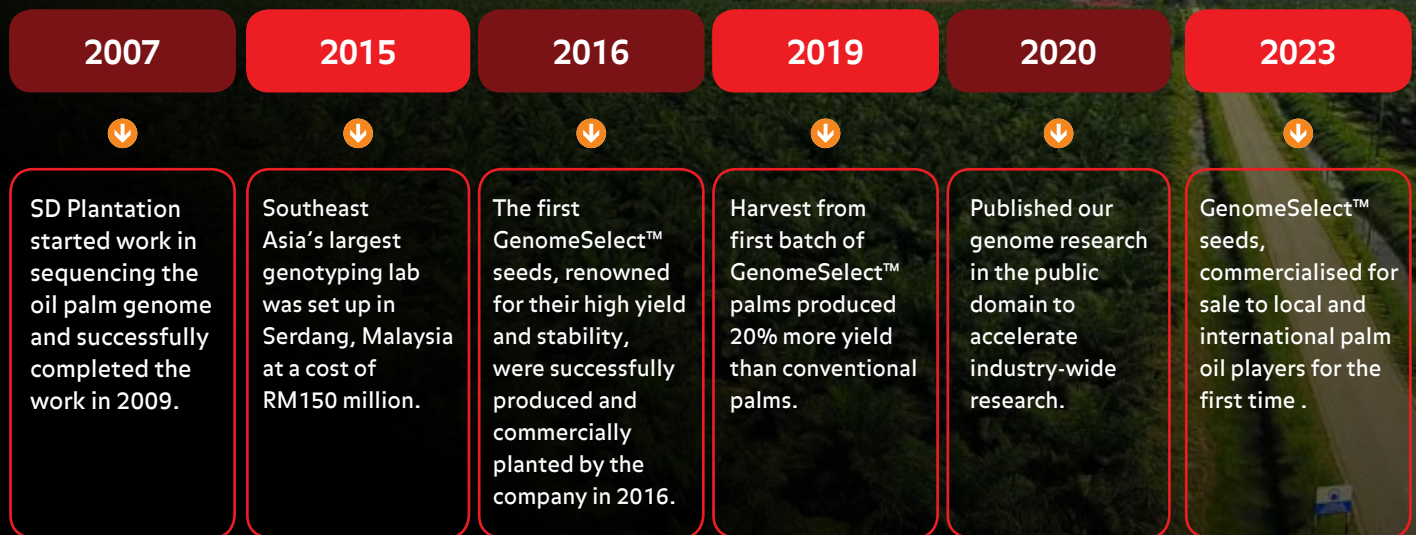 2007
SD Plantation
started work in
sequencing the
oil palm genome
and successfully
completed the
work in 2009.
2015
Southeast
Asia’s largest
genotyping lab
was set up in
Serdang, Malaysia
at a cost of
RM150 million.
2016
The first
GenomeSelect™
seeds, renowned
for their high yield
and stability,
were successfully
produced and
commercially
planted by the
company in 2016.
2019
Harvest from
first batch of
GenomeSelect™
palms produced
20% more yield
than conventional
palms.
2020
Published our
genome research
in the public
domain to
accelerate
industry-wide
research.
2023
GenomeSelect™
seeds,
commercialised for
sale to local and
international palm
oil players for the
first time .